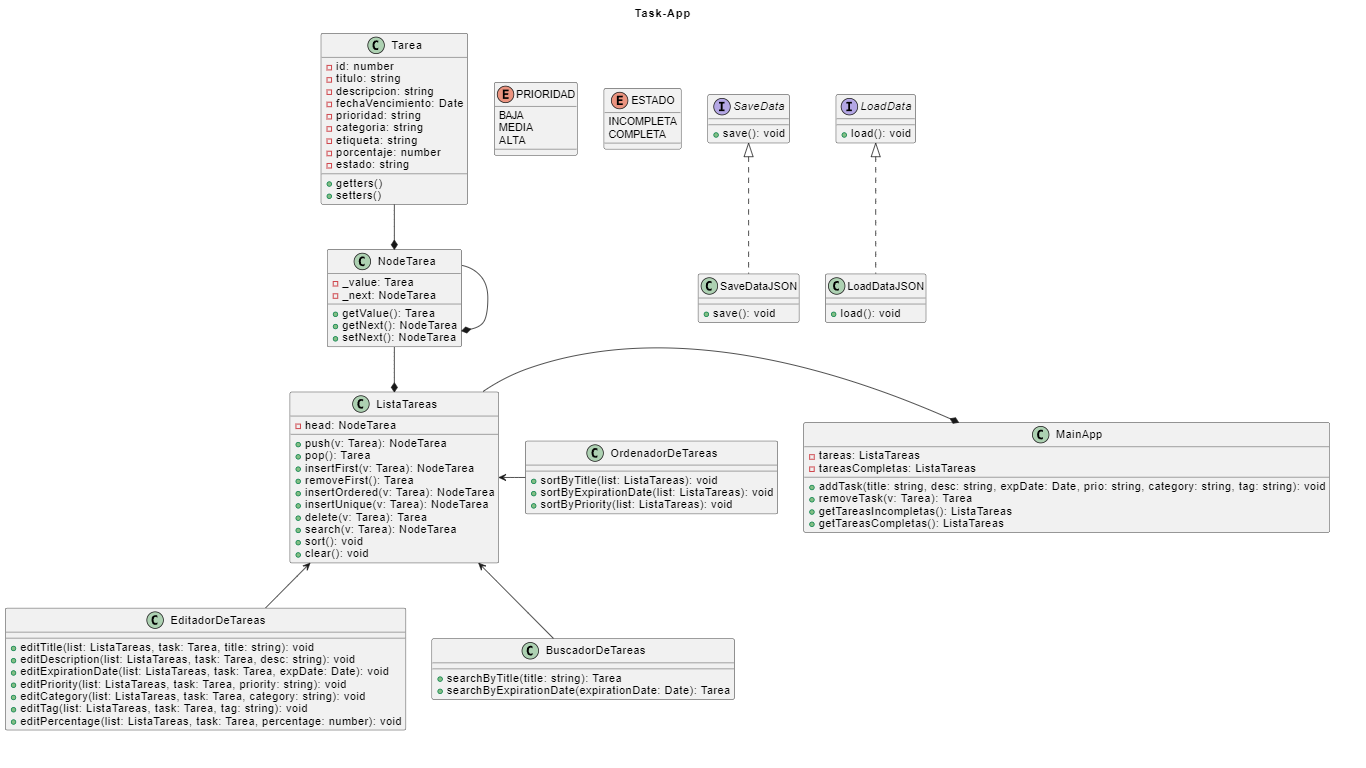 Task-App
C Tarea
id: number
titulo: string
descripcion: string
fechaVencimiento: Date
prioridad: string
categoria: string
etiqueta: string
porcentaje: number
estado: string
getters()
setters()
E PRIORIDAD
BAJA
MEDIA
ALTA
E ESTADO
INCOMPLETA
COMPLETA
I SaveData
save(): void
I LoadData
load(): void
C NodeTarea
_value: Tarea
_next: NodeTarea
getValue(): Tarea
getNext(): NodeTarea
setNext(): NodeTarea
C SaveDataJSON
save(): void
C LoadDataJSON
load(): void
C ListaTareas
head: NodeTarea
push(v: Tarea): NodeTarea
pop(): Tarea
insertFirst(v: Tarea): NodeTarea
removeFirst(): Tarea
insertOrdered(v: Tarea): NodeTarea
insertUnique(v: Tarea): NodeTarea
delete(v: Tarea): Tarea
search(v: Tarea): NodeTarea
sort(): void
clear(): void
C OrdenadorDeTareas
sortByTitle(list: ListaTareas): void
sortByExpirationDate(list: ListaTareas): void
sortByPriority(list: ListaTareas): void
C MainApp
tareas: ListaTareas
tareasCompletas: ListaTareas
addTask(title: string, desc: string, expDate: Date, prio: string, category: string, tag: string): void
removeTask(v: Tarea): Tarea
getTareasIncompletas(): ListaTareas
getTareasCompletas(): ListaTareas
C EditadorDeTareas
editTitle(list: ListaTareas, task: Tarea, title: string): void
editDescription(list: ListaTareas, task: Tarea, desc: string): void
editExpirationDate(list: ListaTareas, task: Tarea, expDate: Date): void
editPriority(list: ListaTareas, task: Tarea, priority: string): void
editCategory(list: ListaTareas, task: Tarea, category: string): void
editTag(list: ListaTareas, task: Tarea, tag: string): void
editPercentage(list: ListaTareas, task: Tarea, percentage: number): void
C BuscadorDeTareas
searchByTitle(title: string): Tarea
searchByExpirationDate(expirationDate: Date): Tarea